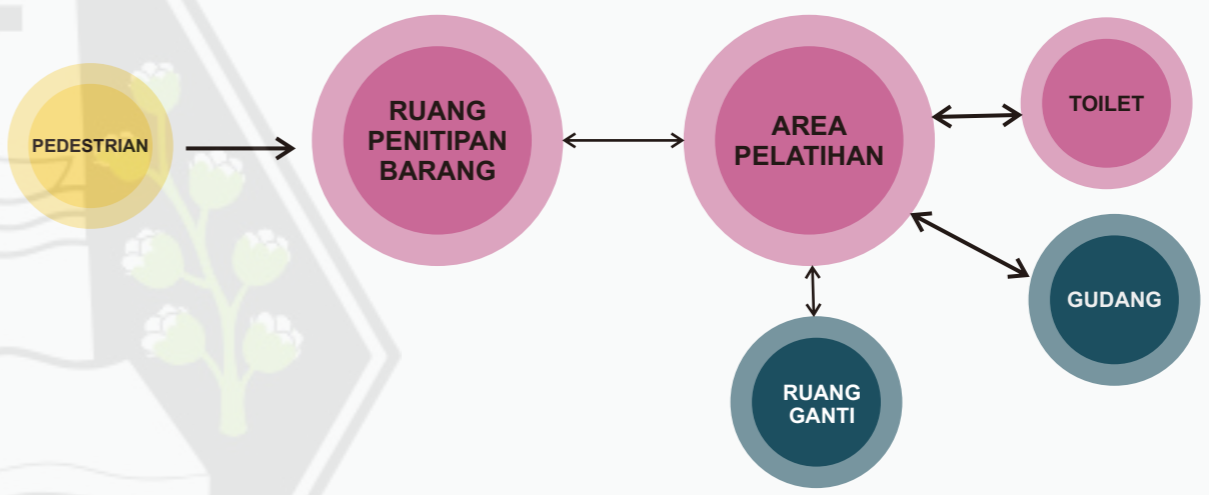 PEDESTRIAN
RUANG
PENITIPAN
BARANG
AREA
PELATIHAN
TOILET
GUDANG
RUANG
GANTI